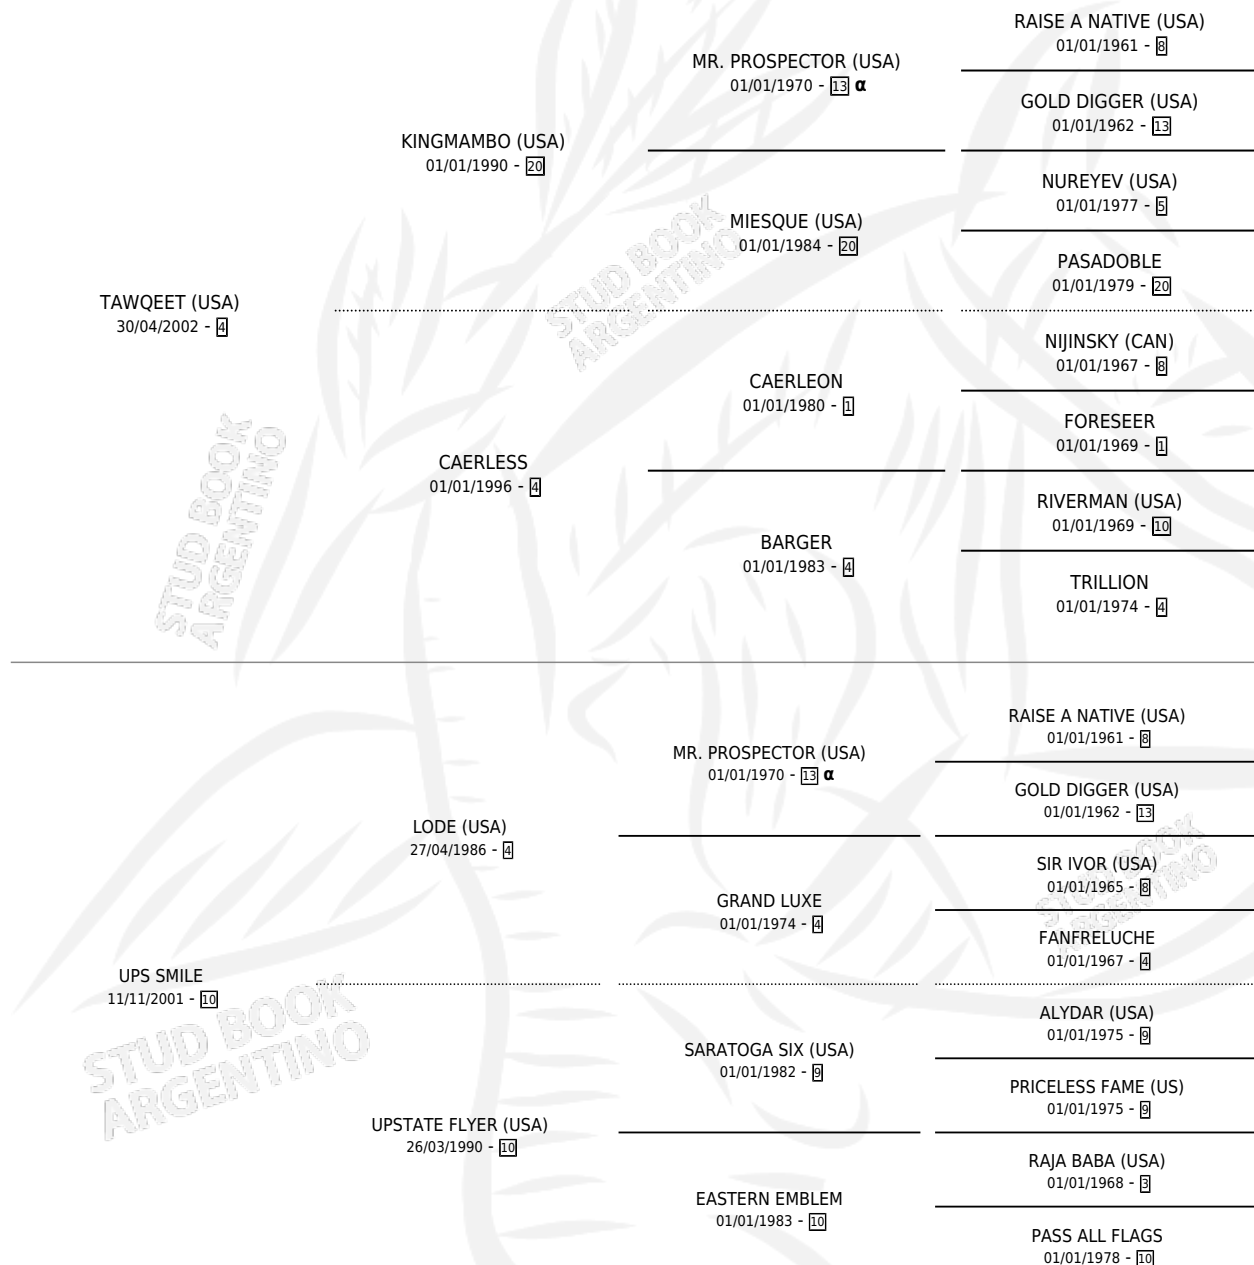 RAISE A NATIVE (USA)
01/01/1961 - 8
MR. PROSPECTOR (USA)
01/01/1970 - 13 α
GOLD DIGGER (USA)
01/01/1962 - 13
KINGMAMBO (USA)
01/01/1990 - 20
NUREYEV (USA)
01/01/1977 - 5
MIESQUE (USA)
01/01/1984 - 20
PASADOBLE
01/01/1979 - 20
TAWQEET (USA)
30/04/2002 - 4
NIJINSKY (CAN)
01/01/1967 - 8
CAERLEON
01/01/1980 - 1
FORESEER
01/01/1969 - 1
CAERLESS
01/01/1996 - 4
RIVERMAN (USA)
01/01/1969 - 10
BARGER
01/01/1983 - 4
TRILLION
01/01/1974 - 4
STUD BOOK
ARGENTINO
STUD BOOK
ARGENTINO
RAISE A NATIVE (USA)
01/01/1961 - 8
MR. PROSPECTOR (USA)
01/01/1970 - 13 α
GOLD DIGGER (USA)
01/01/1962 - 13
LODE (USA)
27/04/1986 - 4
SIR IVOR (USA)
01/01/1965 - 8
GRAND LUXE
01/01/1974 - 4
FANFRELUCHE
01/01/1967 - 4
UPS SMILE
11/11/2001 - 10
ALYDAR (USA)
01/01/1975 - 9
SARATOGA SIX (USA)
01/01/1982 - 9
PRICELESS FAME (US)
01/01/1975 - 9
UPSTATE FLYER (USA)
26/03/1990 - 10
RAJA BABA (USA)
01/01/1968 - 3
EASTERN EMBLEM
01/01/1983 - 10
PASS ALL FLAGS
01/01/1978 - 10
STUD BOOK
ARGENTINO
STUD BOOK
ARGENTINO